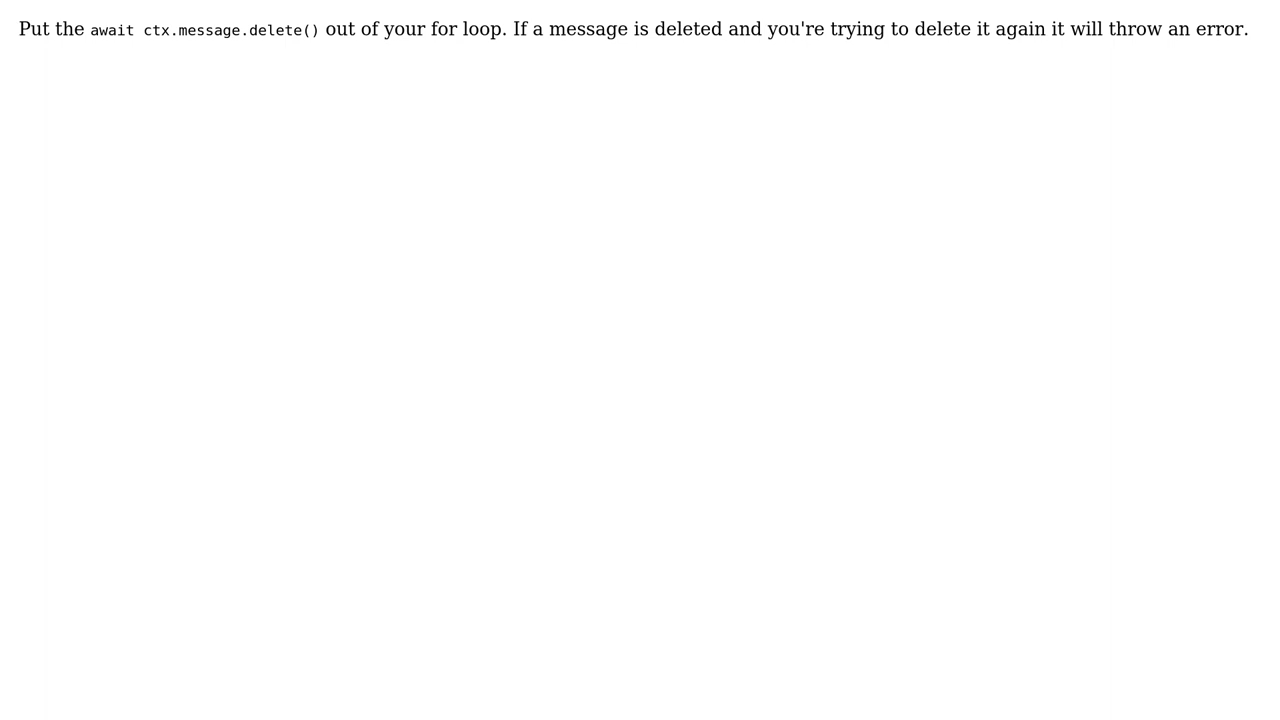 Put the await ctx.message.delete() out of your for loop. If a message is deleted and you're trying to delete it again it will throw an error.